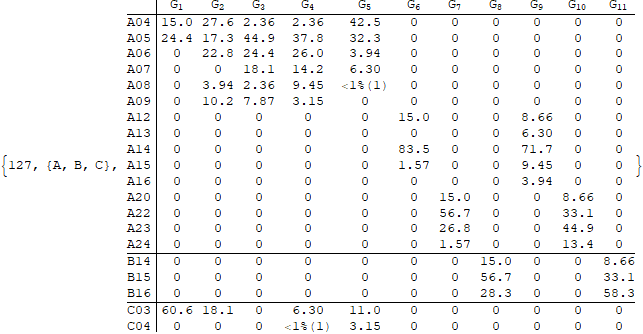 G1 G2 G3 G4 G5 G6 G7 G8 G9 G10 G11
A04 15.0 27.6 2.36 2.36 42.5 0 0 0 0 0 0
A05 24.4 17.3 44.9 37.8 32.3 0 0 0 0 0 0
A06 0 22.8 24.4 26.0 3.94 0 0 0 0 0 0
A07 0 0 18.1 14.2 6.30 0 0 0 0 0 0
A08 0 3.94 2.36 9.45 <1%(1) 0 0 0 0 0 0
A09 0 10.2 7.87 3.15 0 0 0 0 0 0 0
A12 0 0 0 0 0 15.0 0 0 8.66 0 0
A13 0 0 0 0 0 0 0 0 6.30 0 0
A14 0 0 0 0 0 83.5 0 0 71.7 0 0
{127, {A, B, C}, A15 0 0 0 0 0 1.57 0 0 9.45 0 0 }
A16 0 0 0 0 0 0 0 0 3.94 0 0
A20 0 0 0 0 0 0 15.0 0 0 8.66 0
A22 0 0 0 0 0 0 56.7 0 0 33.1 0
A23 0 0 0 0 0 0 26.8 0 0 44.9 0
A24 0 0 0 0 0 0 1.57 0 0 13.4 0
B14 0 0 0 0 0 0 0 15.0 0 0 8.66
B15 0 0 0 0 0 0 0 56.7 0 0 33.1
B16 0 0 0 0 0 0 0 28.3 0 0 58.3
C03 60.6 18.1 0 6.30 11.0 0 0 0 0 0 0
C04 0 0 0 <1%(1) 3.15 0 0 0 0 0 0